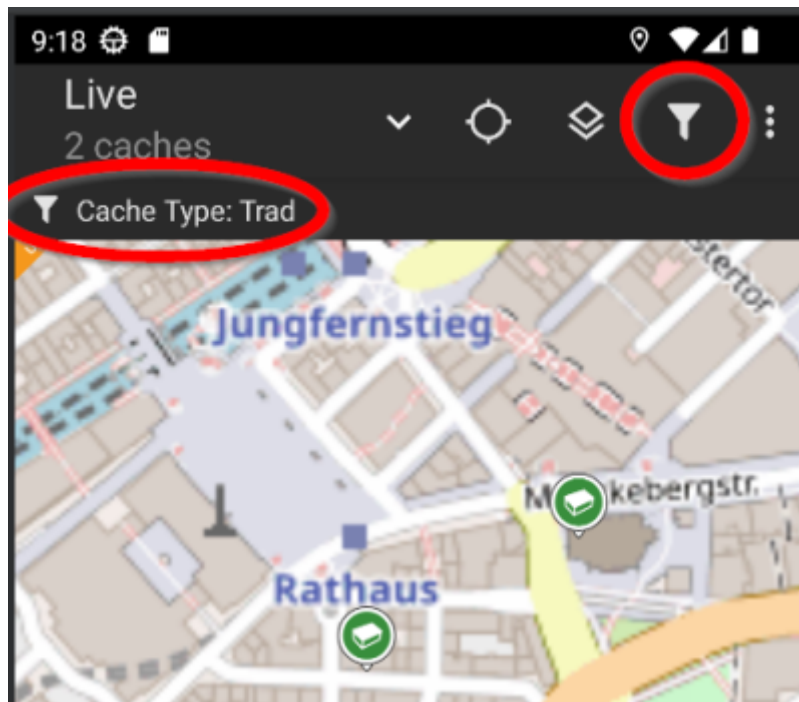 9:18
Live
2 caches
Cache Type: Trad
Jungfernstieg
Rathaus